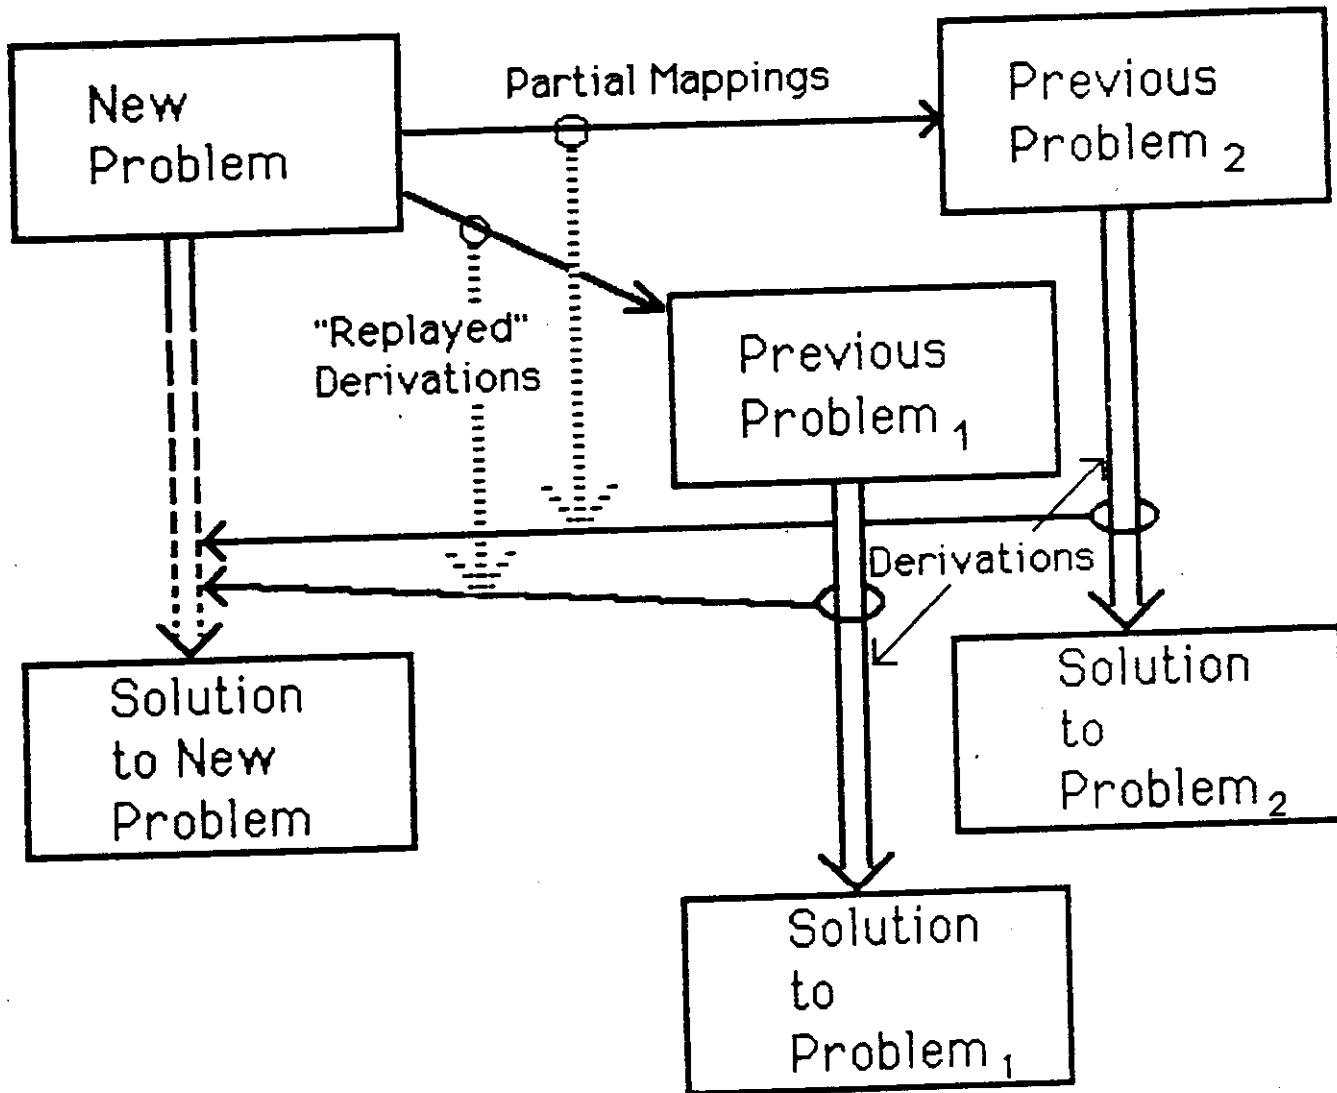 New
Problem
Partial Mappings
Previous
Problem 2
"Replayed"
Derivations
Previous
Problem 1
Derivations
Solution
to New
Problem
Solution
to
Problem 2
Solution
to
Problem 1